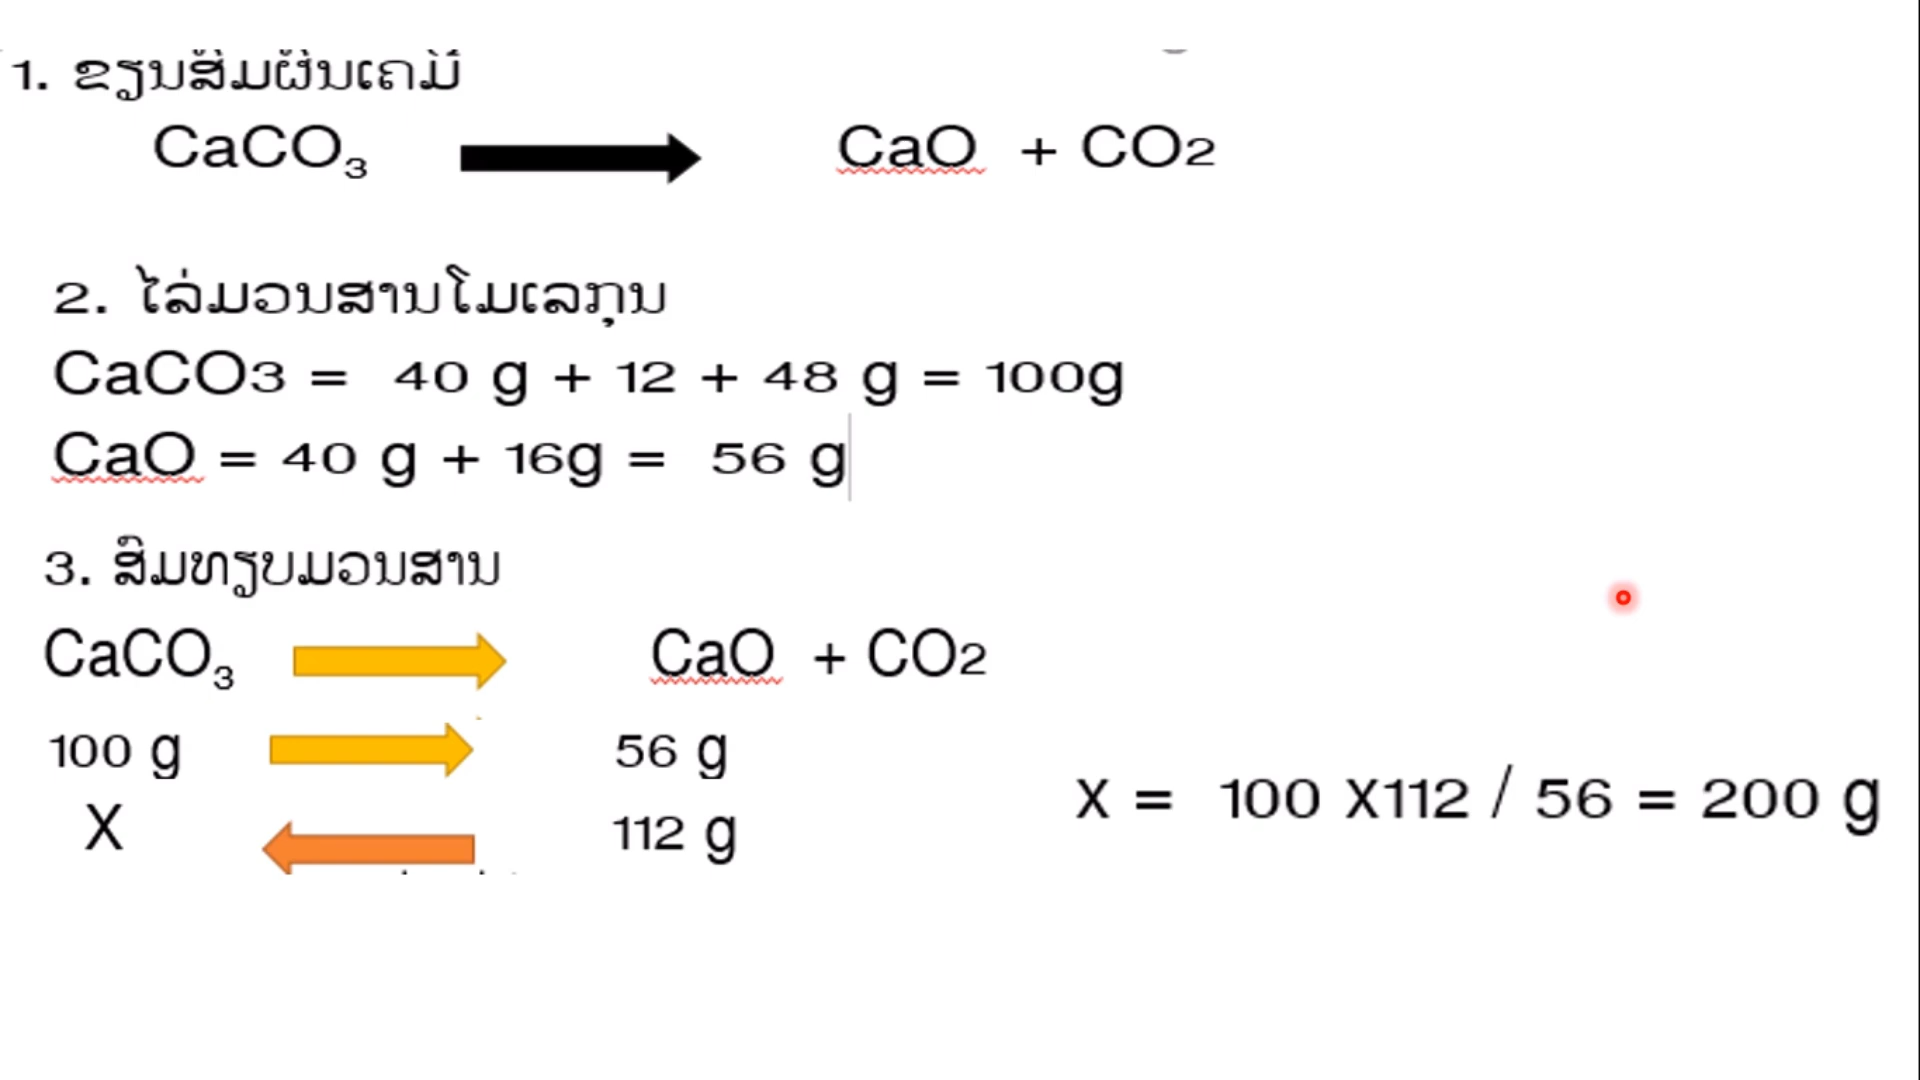 1. ຂຽນສົມຜົນເຄມີ
CaCO₃ CaO + CO2
2. ໄລ່ມວນສານໂມເລກຸນ
CaCO3 = 40 g + 12 + 48 g = 100g
CaO = 40 g + 16g = 56 g
3. ສົມທຽບມວນສານ
CaCO₃ CaO + CO2
100 g 56 g
X 112 g
X = 100 X112 / 56 = 200 g